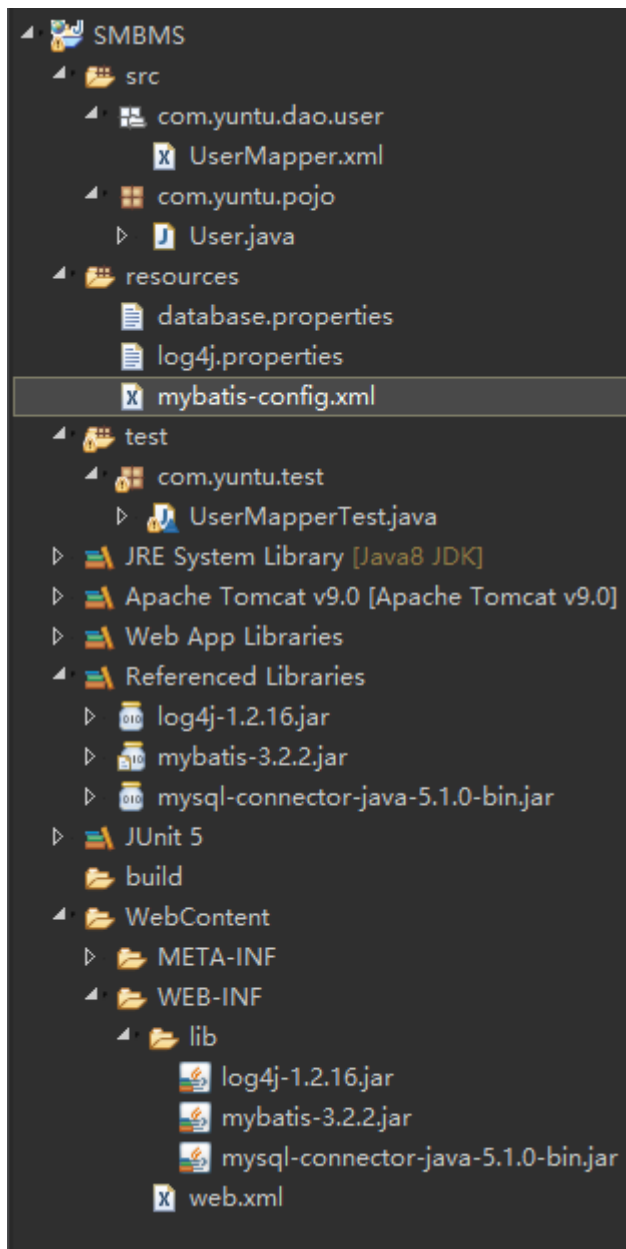 SMBMS
src
com.yuntu.dao.user
UserMapper.xml
com.yuntu.pojo
User.java
resources
database.properties
log4j.properties
mybatis-config.xml
test
com.yuntu.test
UserMapperTest.java
JRE System Library [Java8 JDK]
Apache Tomcat v9.0 [Apache Tomcat v9.0]
Web App Libraries
Referenced Libraries
log4j-1.2.16.jar
mybatis-3.2.2.jar
mysql-connector-java-5.1.0-bin.jar
JUnit 5
build
WebContent
META-INF
WEB-INF
lib
log4j-1.2.16.jar
mybatis-3.2.2.jar
mysql-connector-java-5.1.0-bin.jar
web.xml